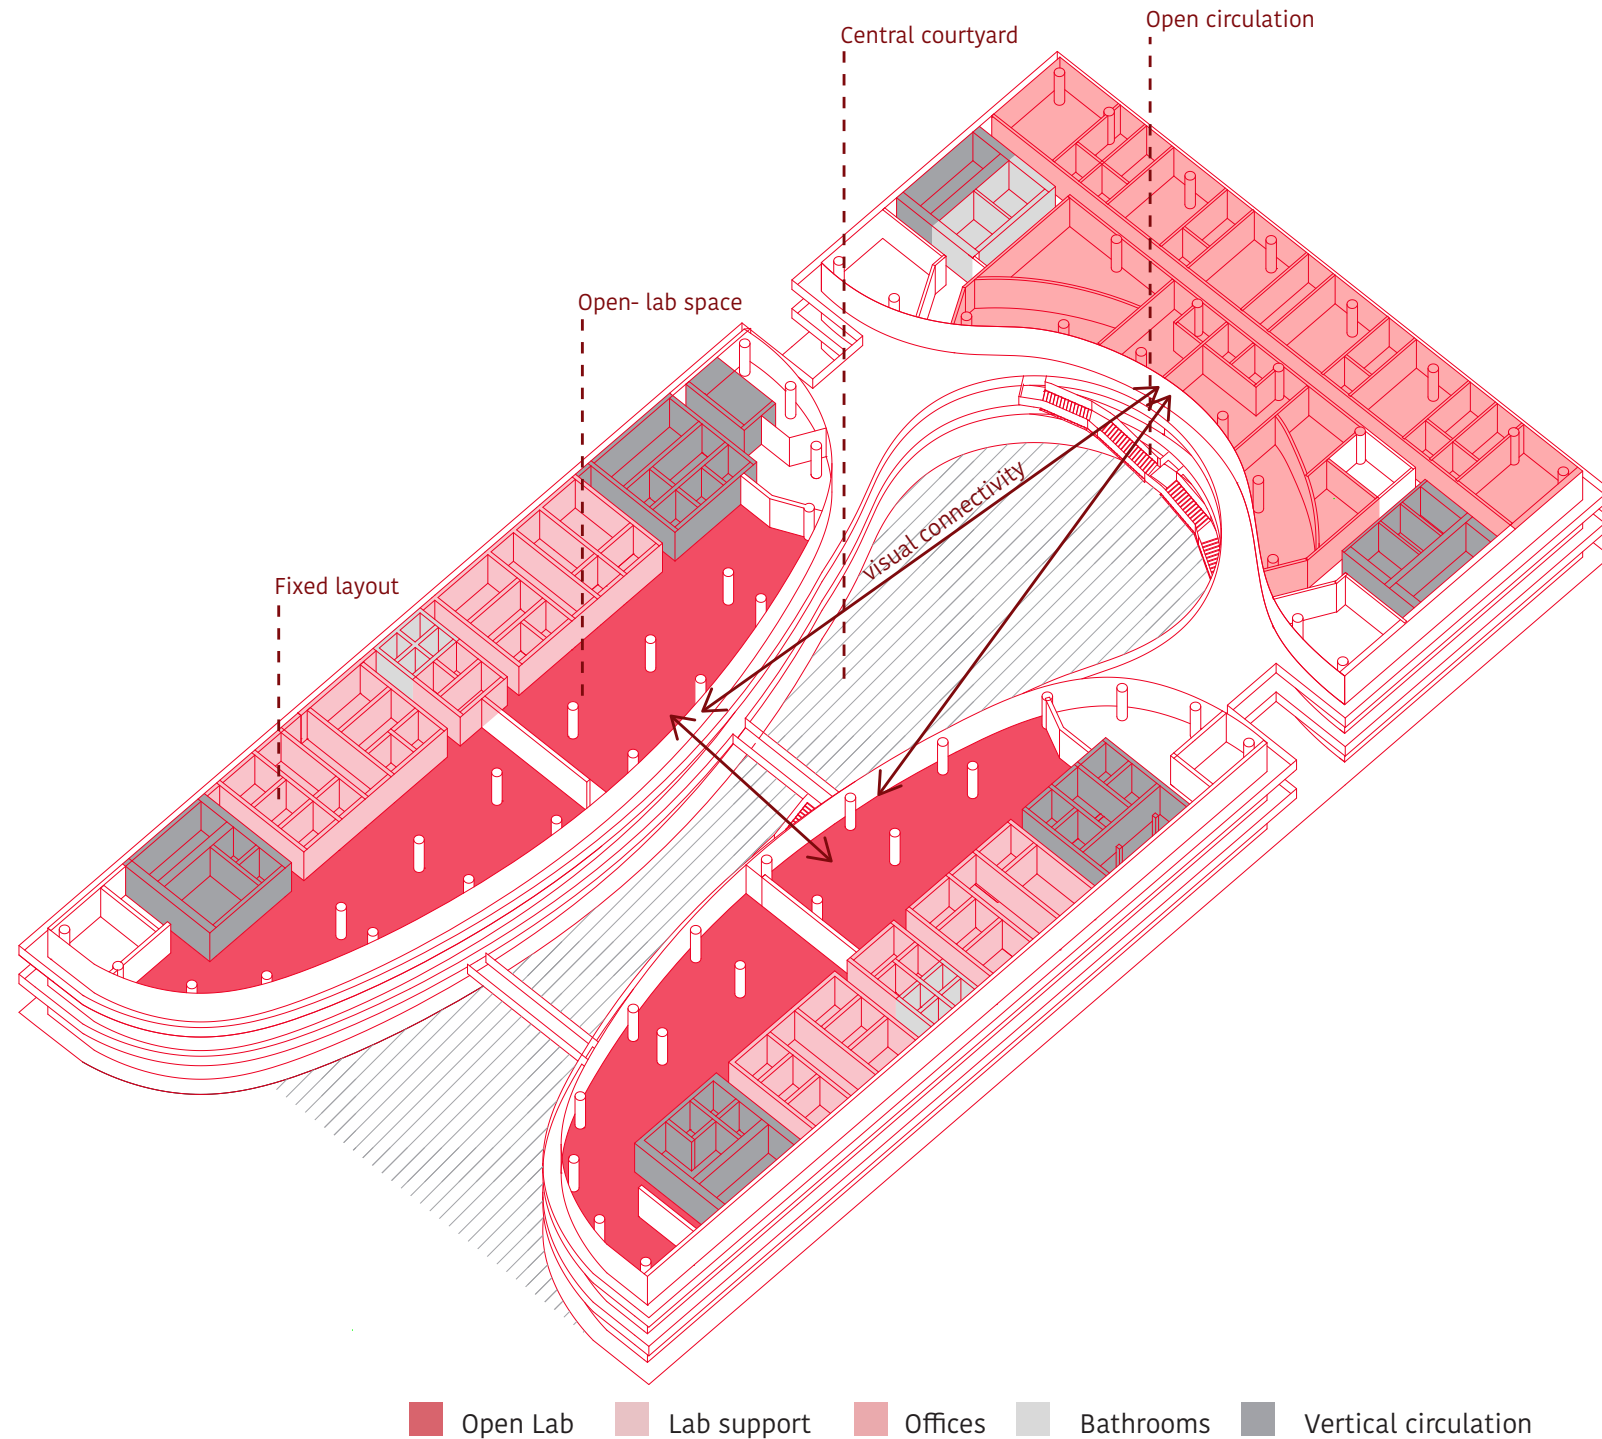 Open circulation
Central courtyard
Open- lab space
visual connectivity
Fixed layout
Open Lab
Lab support
Offices
Bathrooms
Vertical circulation